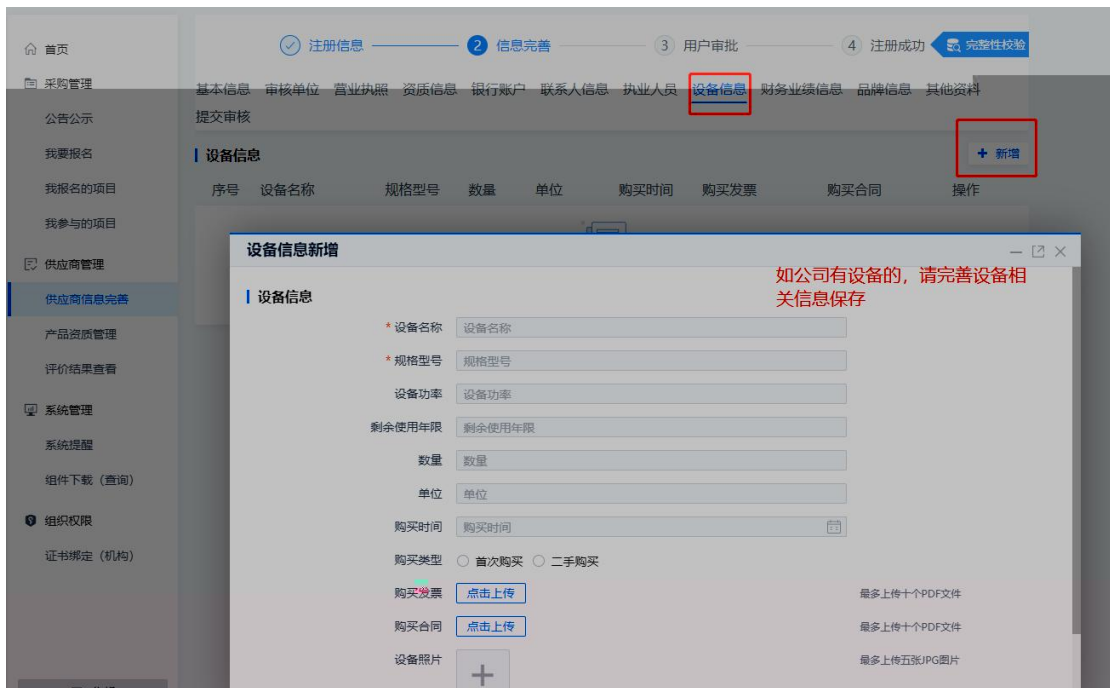 首页
采购管理
公告公示
我要报名
我报名的项目
我参与的项目
供应商管理
供应商信息完善
产品资质管理
评价结果查看
系统管理
系统提醒
组件下载（查询）
组织权限
证书绑定（机构）
注册信息 2 信息完善 3 用户审批 4 注册成功 完整性校验
基本信息 审核单位 营业执照 资质信息 银行账户 联系人信息 执业人员 设备信息 财务业绩信息 品牌信息 其他资料
提交审核
设备信息 + 新增
序号 设备名称 规格型号 数量 单位 购买时间 购买发票 购买合同 操作
设备信息新增
如公司有设备的，请完善设备相
关信息保存
设备信息
* 设备名称 设备名称
* 规格型号 规格型号
设备功率 设备功率
剩余使用年限 剩余使用年限
数量 数量
单位 单位
购买时间 购买时间
购买类型 首次购买 二手购买
购买发票 点击上传 最多上传十个PDF文件
购买合同 点击上传 最多上传十个PDF文件
设备照片 最多上传五张JPG图片